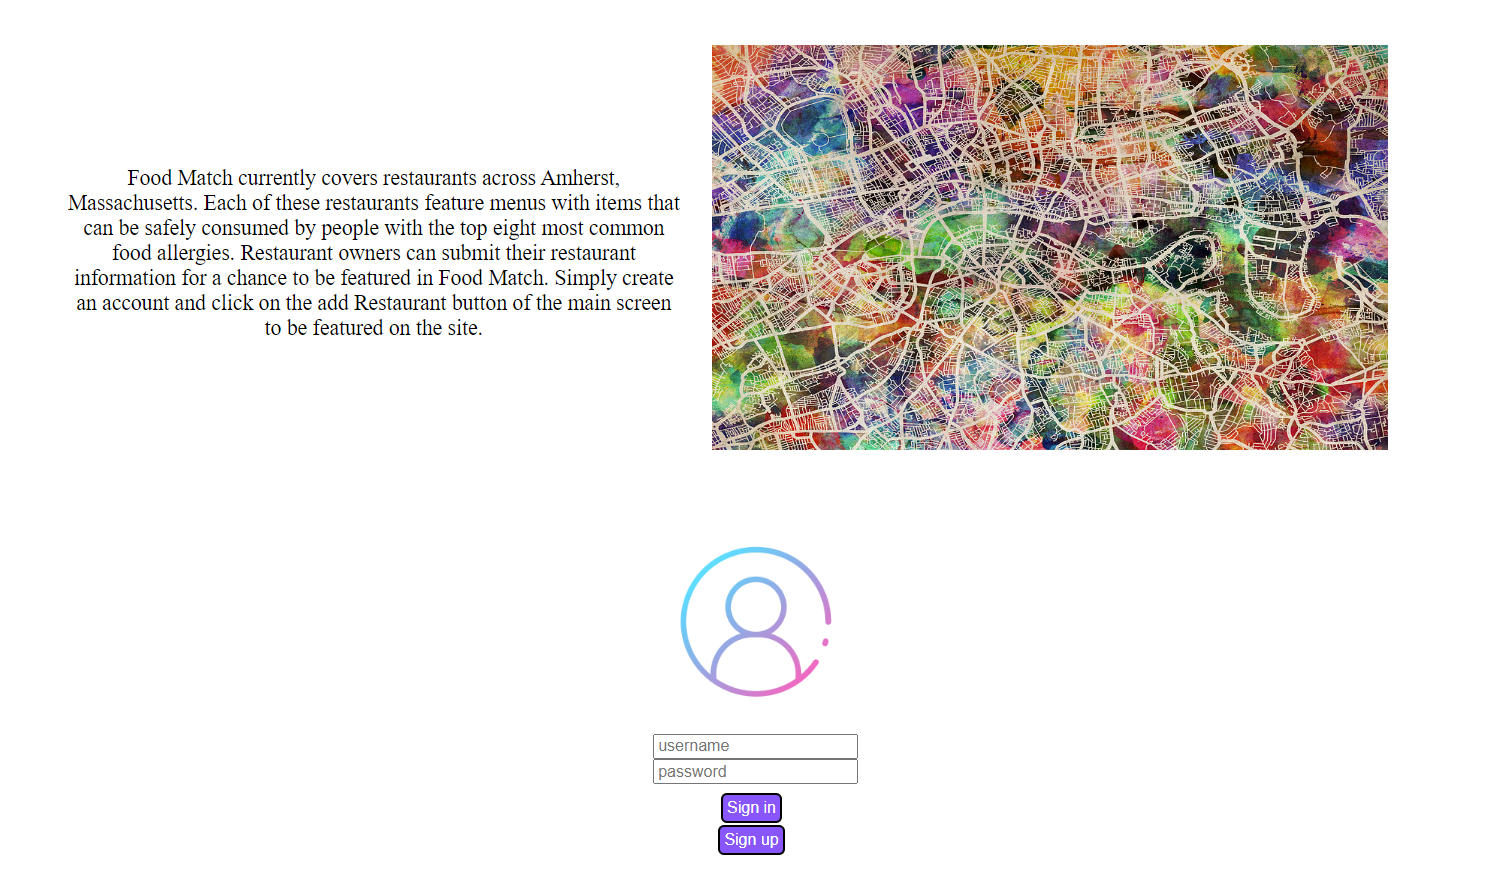 Food Match currently covers restaurants across Amherst,
Massachusetts. Each of these restaurants feature menus with items that
can be safely consumed by people with the top eight most common
food allergies. Restaurant owners can submit their restaurant
information for a chance to be featured in Food Match. Simply create
an account and click on the add Restaurant button of the main screen
to be featured on the site.
username
password
Sign in
Sign up